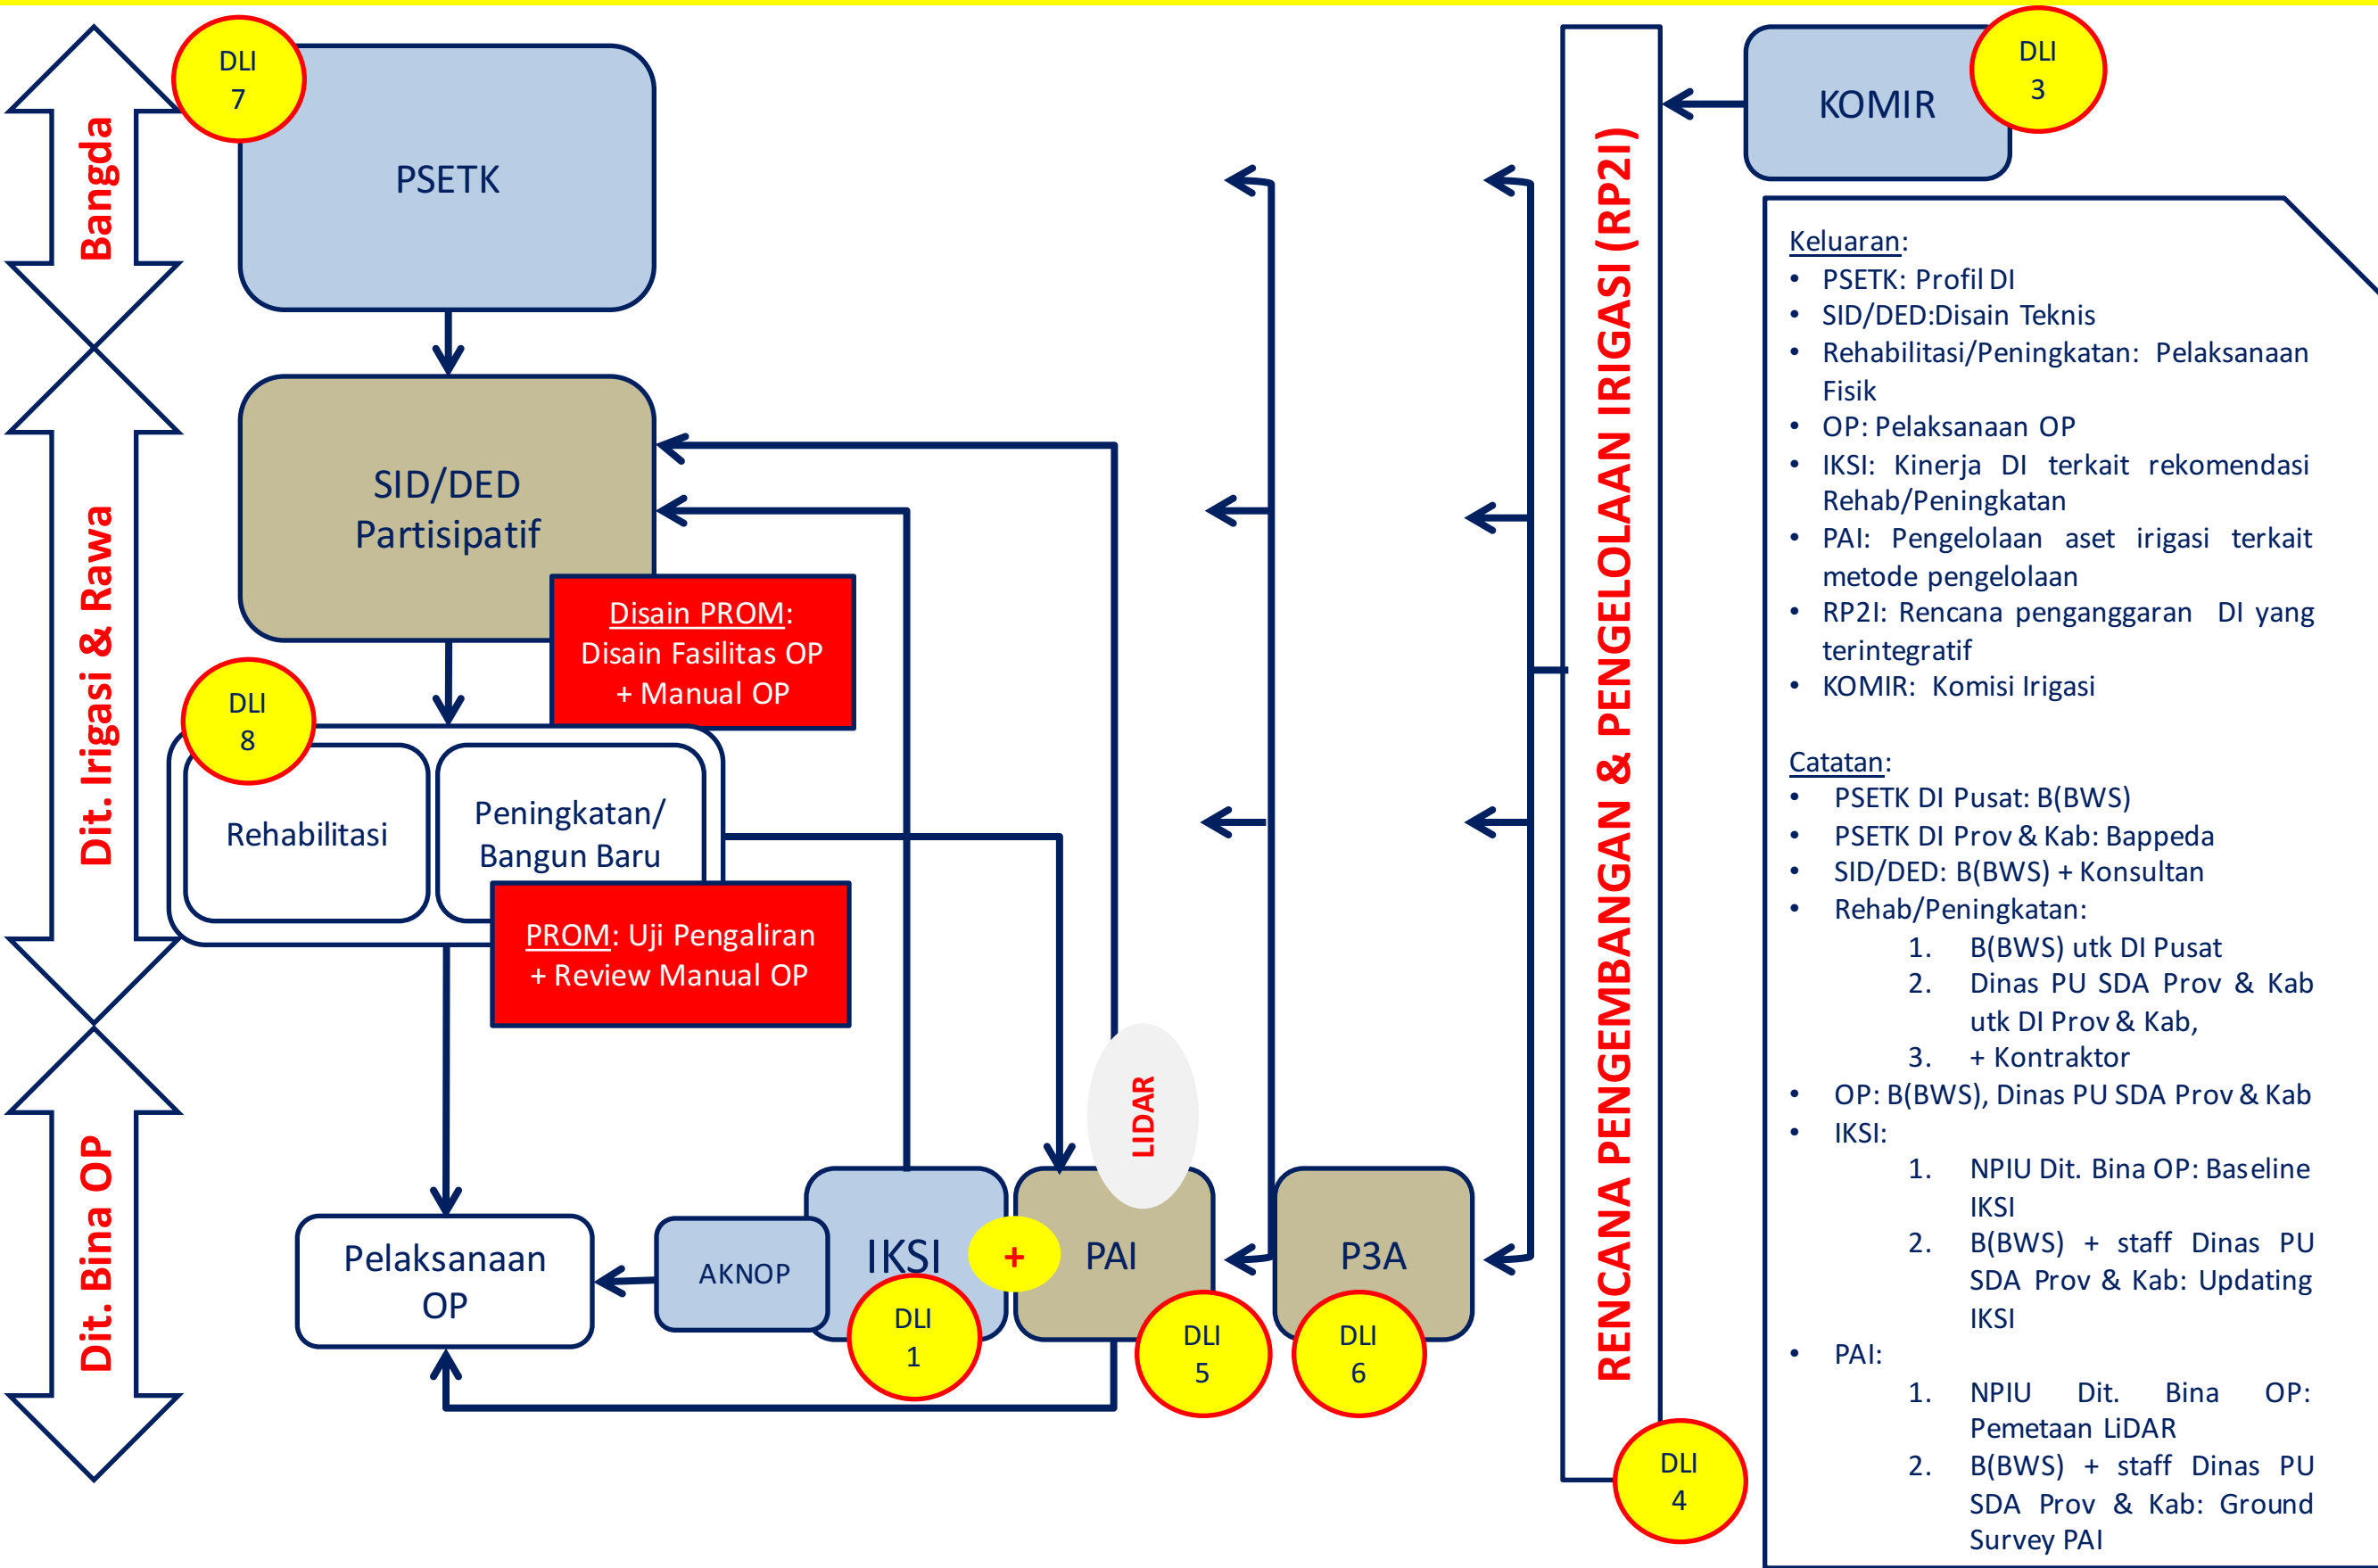 DLI
7
PSETK
Bangda
SID/DED
Partisipatif
Disain PROM:
Disain Fasilitas OP
+ Manual OP
Dit. Irigasi & Rawa
DLI
8
Rehabilitasi
Peningkatan/
Bangun Baru
PROM: Uji Pengaliran
+ Review Manual OP
Dit. Bina OP
Pelaksanaan
OP
AKNOP
IKSI
DLI
1
+
PAI
LIDAR
DLI
5
P3A
DLI
6
RENCANA PENGEMBANGAN & PENGELOLAAN IRIGASI (RP2I)
DLI
4
KOMIR
DLI
3
Keluaran:
• PSETK: Profil DI
• SID/DED:Disain Teknis
• Rehabilitasi/Peningkatan: Pelaksanaan
Fisik
• OP: Pelaksanaan OP
• IKSI: Kinerja DI terkait rekomendasi
Rehab/Peningkatan
• PAI: Pengelolaan aset irigasi terkait
metode pengelolaan
• RP2I: Rencana penganggaran DI yang
terintegratif
• KOMIR: Komisi Irigasi
Catatan:
• PSETK DI Pusat: B(BWS)
• PSETK DI Prov & Kab: Bappeda
• SID/DED: B(BWS) + Konsultan
• Rehab/Peningkatan:
1. B(BWS) utk DI Pusat
2. Dinas PU SDA Prov & Kab
utk DI Prov & Kab,
3. + Kontraktor
• OP: B(BWS), Dinas PU SDA Prov & Kab
• IKSI:
1. NPIU Dit. Bina OP: Baseline
IKSI
2. B(BWS) + staff Dinas PU
SDA Prov & Kab: Updating
IKSI
• PAI:
1. NPIU Dit. Bina OP:
Pemetaan LiDAR
2. B(BWS) + staff Dinas PU
SDA Prov & Kab: Ground
Survey PAI